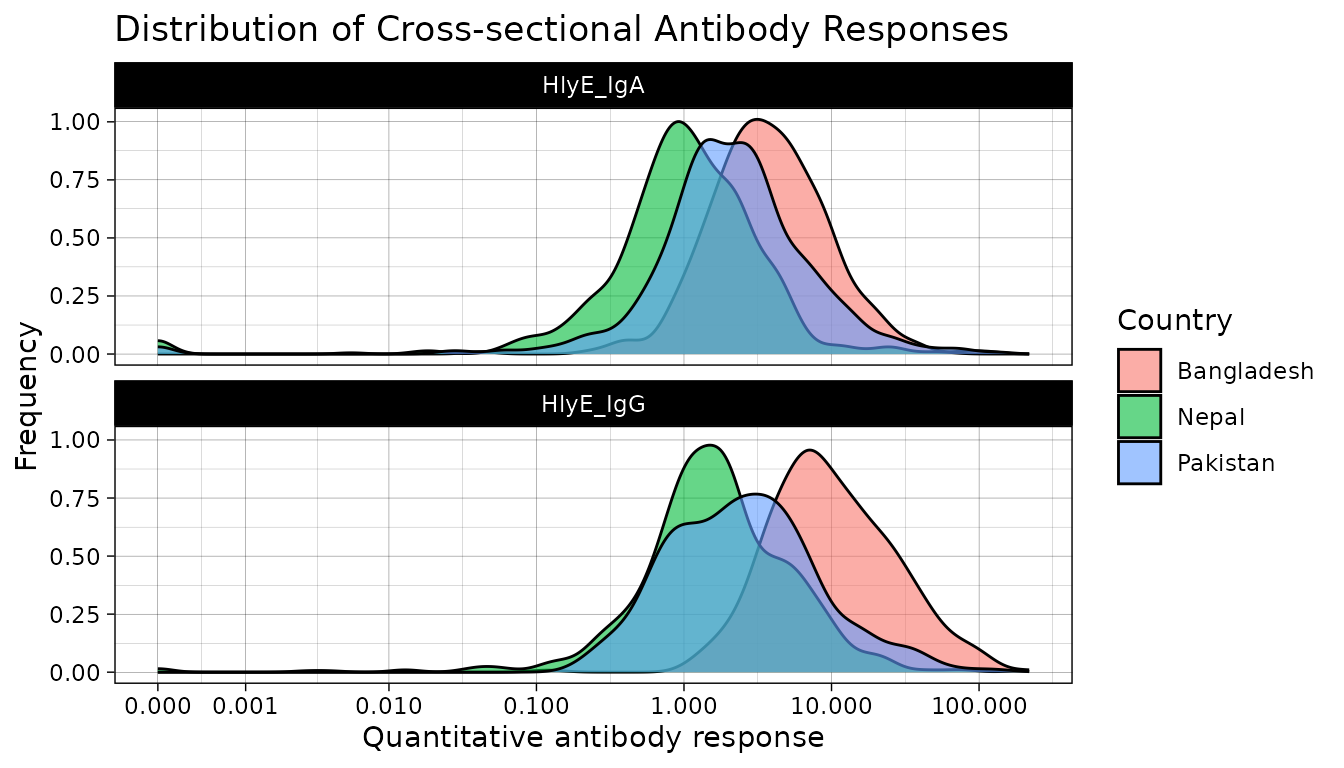 Distribution of Cross-sectional Antibody Responses
HlyE_IgA
1.00
0.75
0.50
0.25
0.00
HlyE_IgG
1.00
0.75
0.50
0.25
0.00
Frequency
0.000 0.001 0.010 0.100 1.000 10.000 100.000
Quantitative antibody response
Country
Bangladesh
Nepal
Pakistan